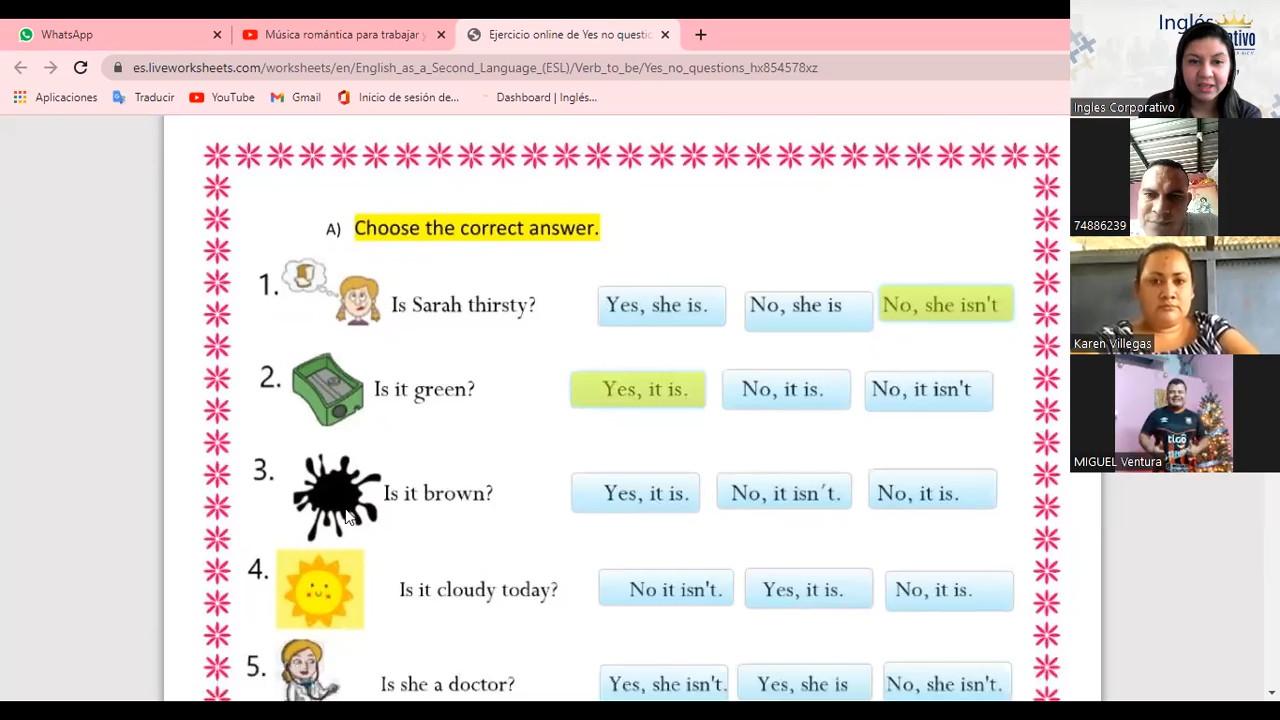 WhatsApp
Música romántica para trabajar y
Ejercicio online de Yes no questi
es.liveworksheets.com/worksheets/en/English_as_a_Second_Language_(ESL)/Verb_to_be/Yes_no_questions_hx854578xz
Aplicaciones Traducir YouTube Gmail Inicio de sesión de... Dashboard | Inglés...
A) Choose the correct answer.
1. Is Sarah thirsty? Yes, she is. No, she is No, she isn't
2. Is it green? Yes, it is. No, it is. No, it isn't
3. Is it brown? Yes, it is. No, it isn´t. No, it is.
4. Is it cloudy today? No it isn't. Yes, it is. No, it is.
5. Is she a doctor? Yes, she isn't. Yes, she is No, she isn't.
Inglés
Ingles Corporativo
74886239
Karen Villegas
tigo
MIGUEL Ventura